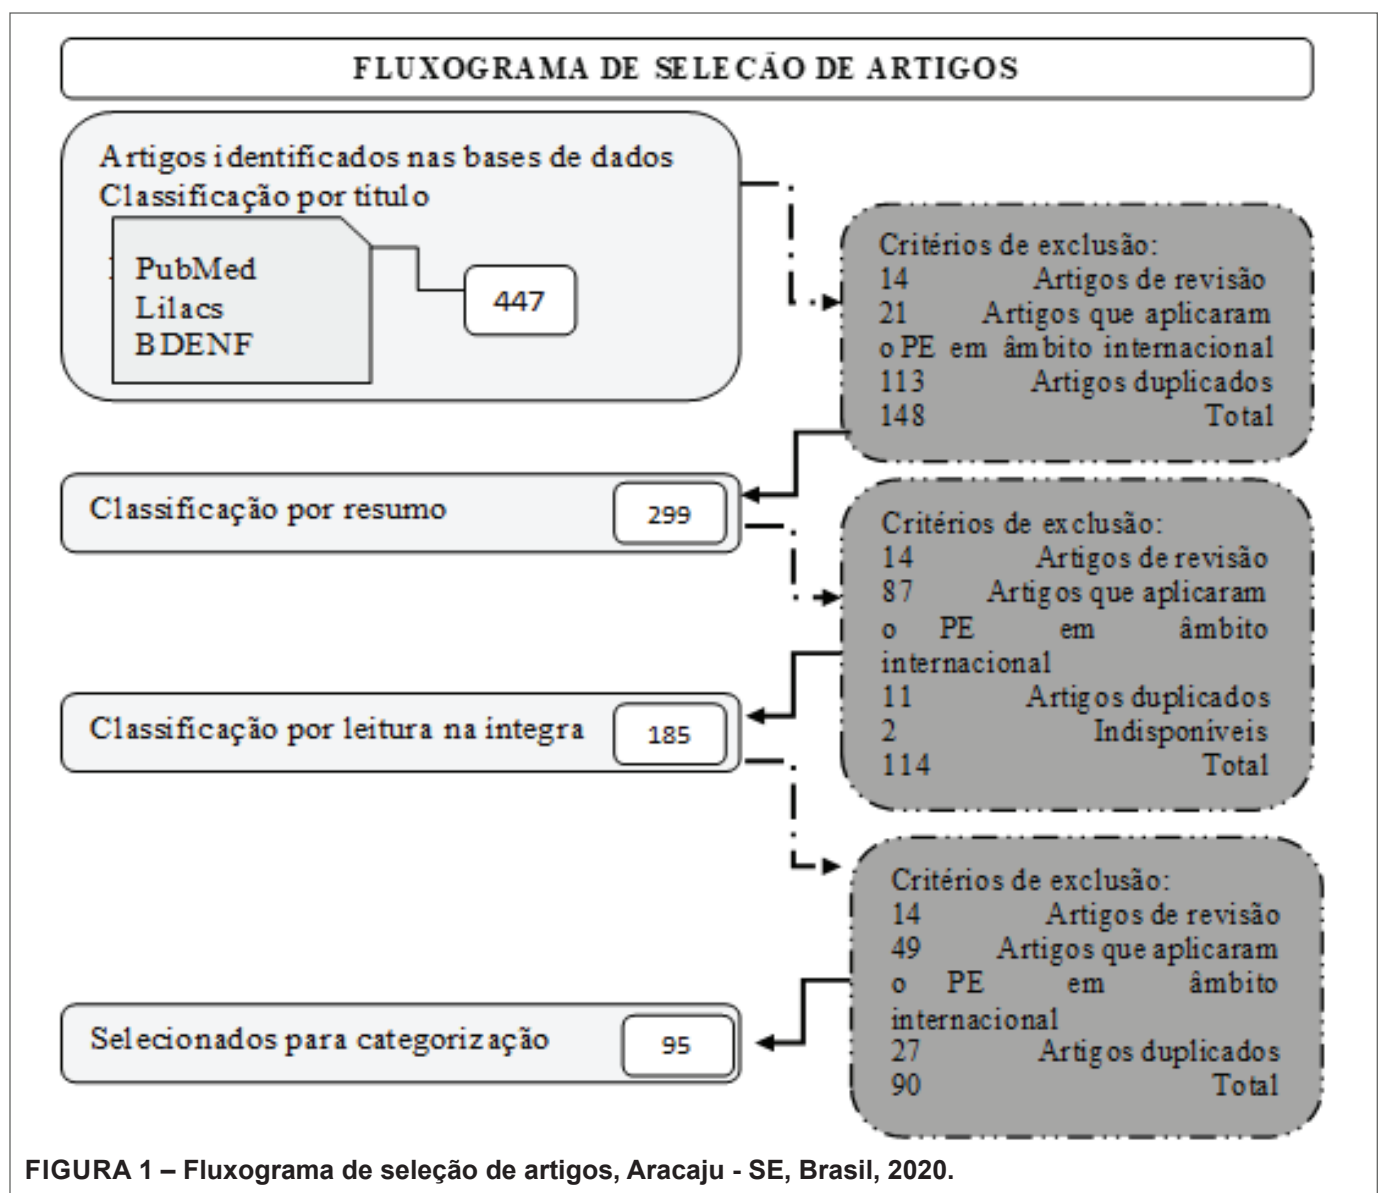 FLUXOGRAMA DE SELECÃO DE ARTIGOS
Artigos identificados nas bases de dados
Classificação por titulo
PubMed
Lilacs
BDENF
447
Critérios de exclusão:
14 Artigos de revisão
21 Artigos que aplicaram
o PE em âmbito internacional
113 Artigos duplicados
148 Total
Classificação por resumo 299
Critérios de exclusão:
14 Artigos de revisão
87 Artigos que aplicaram
o PE em âmbito
internacional
11 Artigos duplicados
2 Indisponíveis
114 Total
Classificação por leitura na integra 185
Critérios de exclusão:
14 Artigos de revisão
49 Artigos que aplicaram
o PE em âmbito
internacional
27 Artigos duplicados
90 Total
Selecionados para categorização 95
FIGURA 1 – Fluxograma de seleção de artigos, Aracaju - SE, Brasil, 2020.